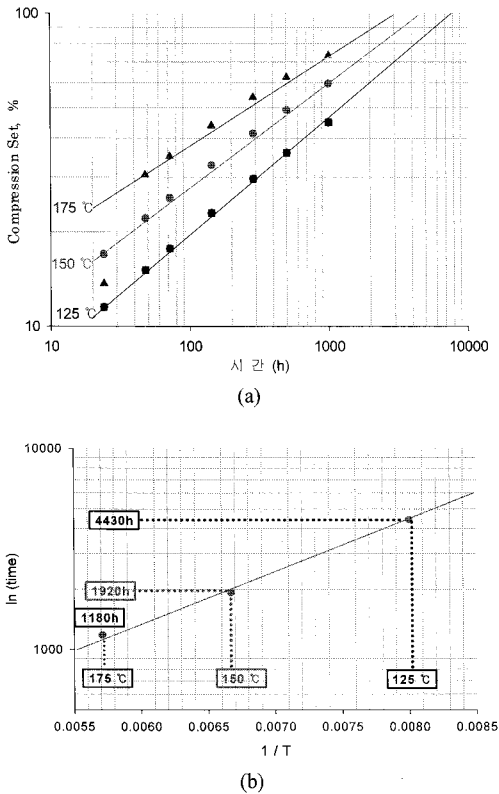 100
Compression Set, %
175 ℃
150 ℃
125 ℃
10
10
100
1000
10000
시 간 (h)
(a)
10000
ln (time)
4430h
1920h
1180h
1000
175 ℃
150 ℃
125 ℃
0.0055
0.0060
0.0065
0.0070
0.0075
0.0080
0.0085
1 / T
(b)